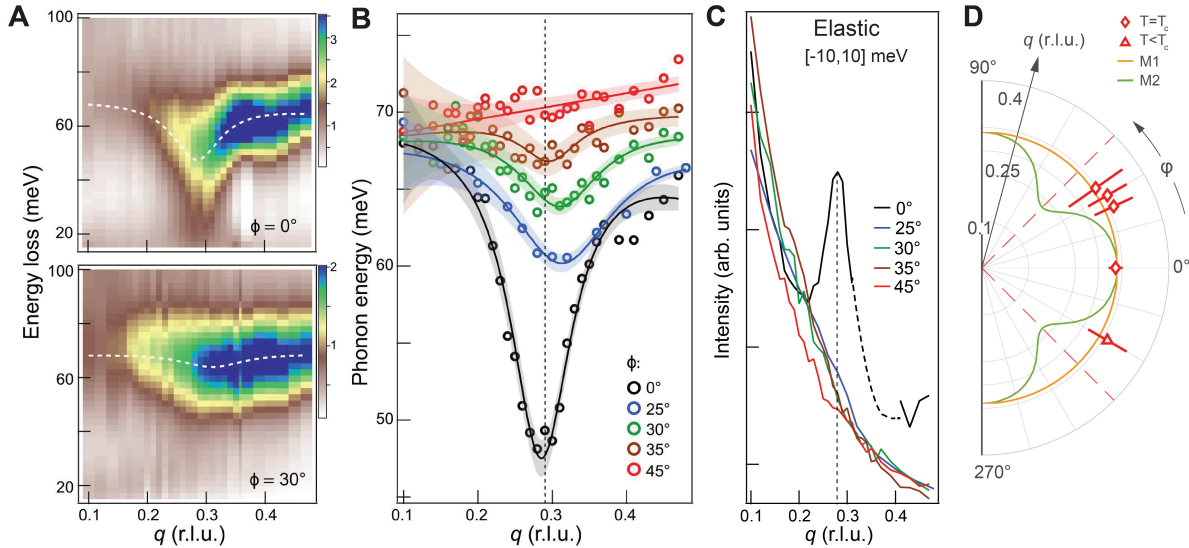 A
100
60
20
Energy loss (meV)
ϕ = 0°
3
2
1
100
60
20
ϕ = 30°
2
1
0.1
0.2
0.3
0.4
q (r.l.u.)
B
70
60
50
Phonon energy (meV)
ϕ:
0°
25°
30°
35°
45°
0.1
0.2
0.3
0.4
q (r.l.u.)
C
Elastic
[-10,10] meV
Intensity (arb. units)
0°
25°
30°
35°
45°
0.1
0.2
0.3
0.4
q (r.l.u.)
D
T=Tc
T<Tc
M1
M2
q (r.l.u.)
90°
0.4
0.25
0.1
φ
0°
270°